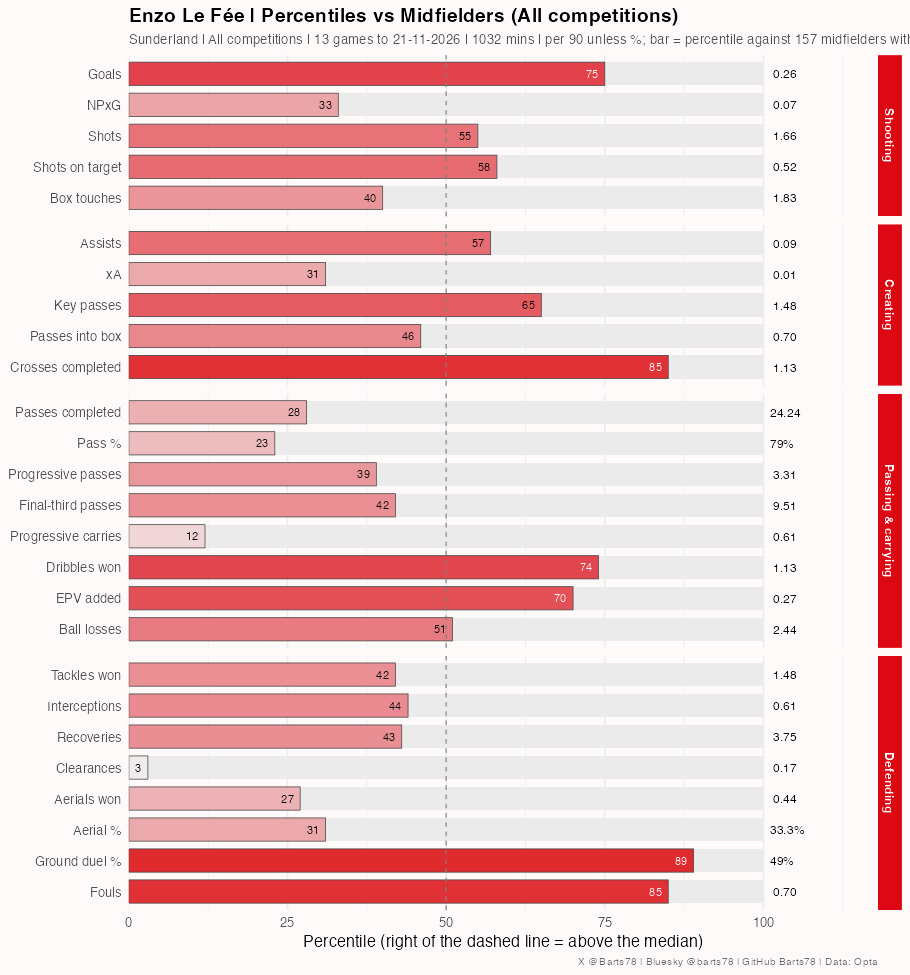 Enzo Le Fée | Percentiles vs Midfielders (All competitions)
Sunderland | All competitions | 13 games to 21-11-2026 | 1032 mins | per 90 unless %; bar = percentile against 157 midfielders with
Shooting
Goals 75 0.26
NPxG 33 0.07
Shots 55 1.66
Shots on target 58 0.52
Box touches 40 1.83
Creating
Assists 57 0.09
xA 31 0.01
Key passes 65 1.48
Passes into box 46 0.70
Crosses completed 85 1.13
Passing & carrying
Passes completed 28 24.24
Pass % 23 79%
Progressive passes 39 3.31
Final-third passes 42 9.51
Progressive carries 12 0.61
Dribbles won 74 1.13
EPV added 70 0.27
Ball losses 51 2.44
Defending
Tackles won 42 1.48
Interceptions 44 0.61
Recoveries 43 3.75
Clearances 3 0.17
Aerials won 27 0.44
Aerial % 31 33.3%
Ground duel % 89 49%
Fouls 85 0.70
0 25 50 75 100
Percentile (right of the dashed line = above the median)
X @Barts78 | Bluesky @barts78 | GitHub Barts78 | Data: Opta